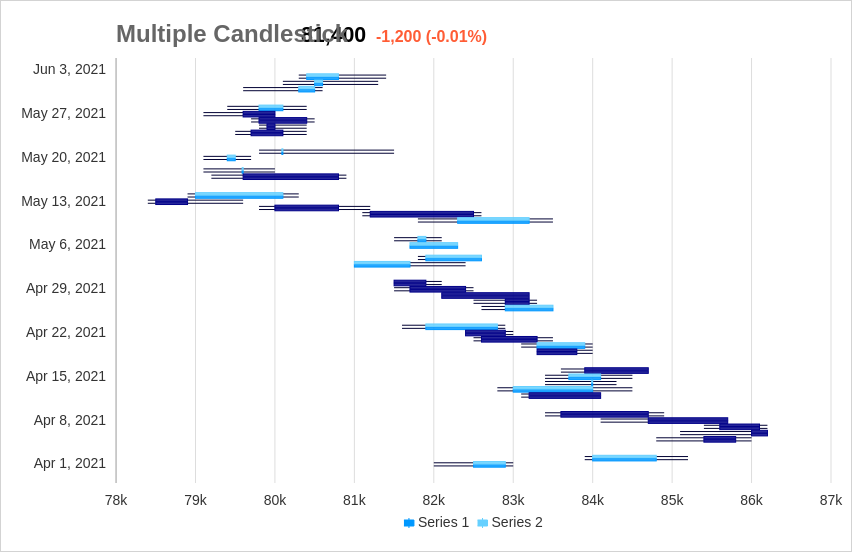 Multiple Candlestick
81,400 -1,200 (-0.01%)
Jun 3, 2021
May 27, 2021
May 20, 2021
May 13, 2021
May 6, 2021
Apr 29, 2021
Apr 22, 2021
Apr 15, 2021
Apr 8, 2021
Apr 1, 2021
78k 79k 80k 81k 82k 83k 84k 85k 86k 87k
Series 1 Series 2